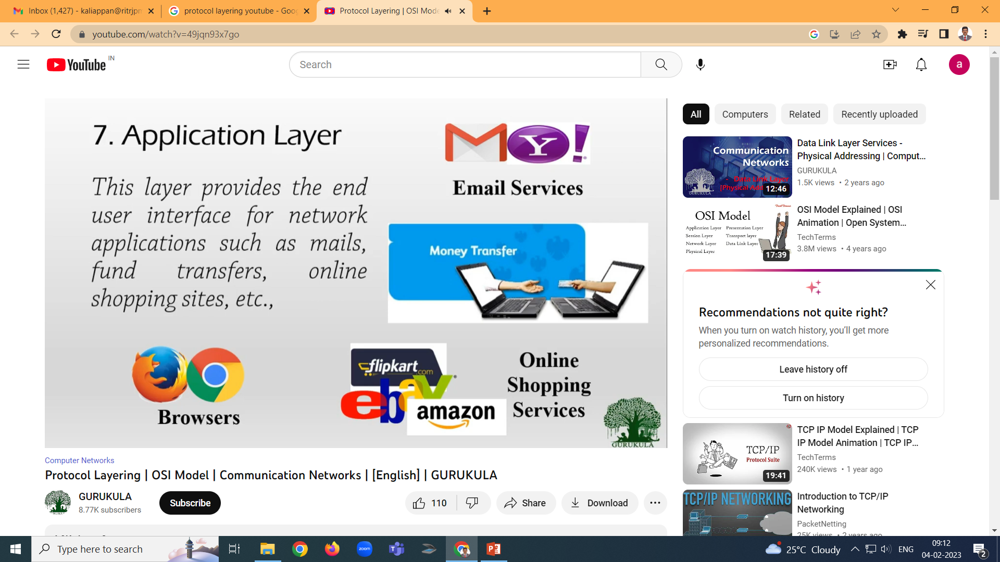 Inbox (1,427) - kaliappan@ritrjpm
protocol layering youtube - Goog
Protocol Layering | OSI Mode
youtube.com/watch?v=49jqn93x7go
YouTube IN
Search
a
7. Application Layer
This layer provides the end
user interface for network
applications such as mails,
fund transfers, online
shopping sites, etc.,
Y!
Email Services
Money Transfer
Browsers
flipkart.com
ebay
amazon
Online
Shopping
Services
GURUKULA
Computer Networks
Protocol Layering | OSI Model | Communication Networks | [English] | GURUKULA
GURUKULA
8.77K subscribers
Subscribe
110
Share
Download
All
Computers
Related
Recently uploaded
Communication
Networks
- Data Link Layer
GURUKULA
12:46
Data Link Layer Services -
Physical Addressing | Comput...
GURUKULA
1.5K views • 2 years ago
TechTerms
OSI Model
Application Layer Presentation Layer
Session Layer Transport layer
Network Layer Data Link Layer
Physical Layer
17:39
OSI Model Explained | OSI
Animation | Open System...
TechTerms
3.8M views • 4 years ago
Recommendations not quite right?
When you turn on watch history, you'll get more
personalized recommendations.
Leave history off
Turn on history
TCP/IP
Protocol Suite
19:41
TCP IP Model Explained | TCP
IP Model Animation | TCP IP...
TechTerms
240K views • 1 year ago
TCP/IP NETWORKING
Introduction to TCP/IP
Networking
PacketNetting
25K views • 2 years ago
Type here to search
zoom
25°C Cloudy
ENG
09:12
04-02-2023
2